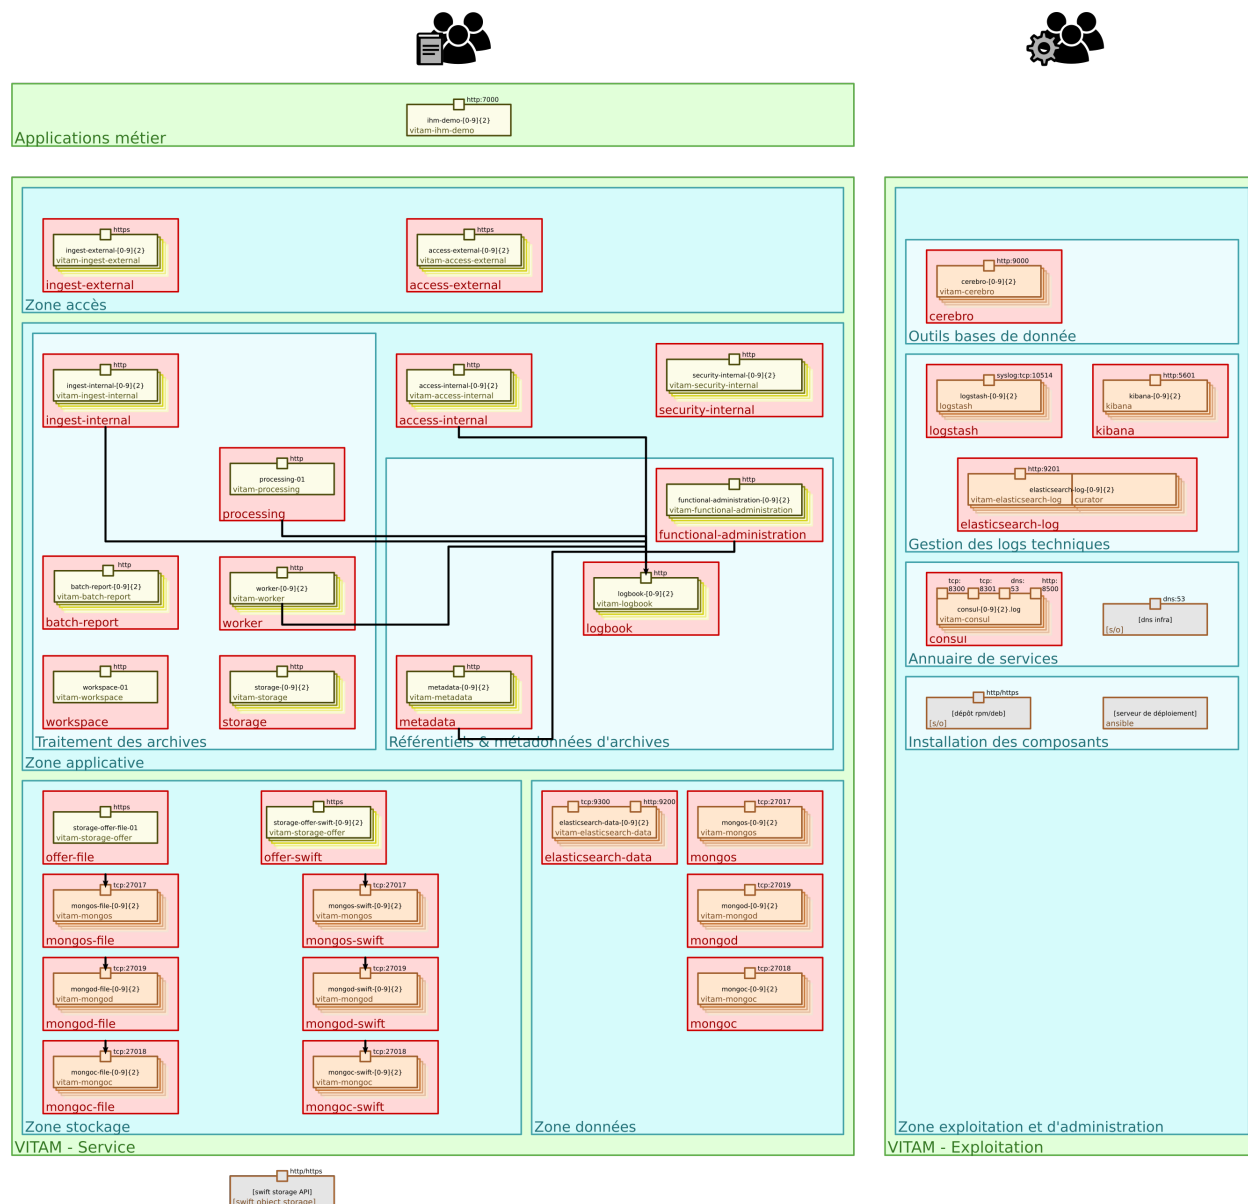 http:7000
ihm-demo-[0-9]{2}
vitam-ihm-demo
Applications métier
https
ingest-external-[0-9]{2}
vitam-ingest-external
ingest-external
https
access-external-[0-9]{2}
vitam-access-external
access-external
Zone accès
http
ingest-internal-[0-9]{2}
vitam-ingest-internal
ingest-internal
http
access-internal-[0-9]{2}
vitam-access-internal
access-internal
http
security-internal-[0-9]{2}
vitam-security-internal
security-internal
http
processing-01
vitam-processing
processing
http
functional-administration-[0-9]{2}
vitam-functional-administration
functional-administration
http
batch-report-[0-9]{2}
vitam-batch-report
batch-report
http
worker-[0-9]{2}
vitam-worker
worker
http
logbook-[0-9]{2}
vitam-logbook
logbook
http
workspace-01
vitam-workspace
workspace
http
storage-[0-9]{2}
vitam-storage
storage
http
metadata-[0-9]{2}
vitam-metadata
metadata
Traitement des archives
Référentiels & métadonnées d'archives
Zone applicative
https
storage-offer-file-01
vitam-storage-offer
offer-file
https
storage-offer-swift-[0-9]{2}
vitam-storage-offer
offer-swift
tcp:27017
mongos-file-[0-9]{2}
vitam-mongos
mongos-file
tcp:27017
mongos-swift-[0-9]{2}
vitam-mongos
mongos-swift
tcp:27019
mongod-file-[0-9]{2}
vitam-mongod
mongod-file
tcp:27019
mongod-swift-[0-9]{2}
vitam-mongod
mongod-swift
tcp:27018
mongoc-file-[0-9]{2}
vitam-mongoc
mongoc-file
tcp:27018
mongoc-swift-[0-9]{2}
vitam-mongoc
mongoc-swift
Zone stockage
tcp:9300
http:9200
elasticsearch-data-[0-9]{2}
vitam-elasticsearch-data
elasticsearch-data
tcp:27017
mongos-[0-9]{2}
vitam-mongos
mongos
tcp:27019
mongod-[0-9]{2}
vitam-mongod
mongod
tcp:27018
mongoc-[0-9]{2}
vitam-mongoc
mongoc
Zone données
VITAM - Service
http/https
[swift storage API]
[swift object storage]
http:9000
cerebro-[0-9]{2}
vitam-cerebro
cerebro
Outils bases de donnée
syslog:tcp:10514
logstash-[0-9]{2}
logstash
logstash
http:5601
kibana-[0-9]{2}
kibana
kibana
http:9201
elasticsearch-log-[0-9]{2}
vitam-elasticsearch-log
curator
elasticsearch-log
Gestion des logs techniques
tcp:
8300
tcp:
8301
dns:
53
http:
8500
consul-[0-9]{2}.log
vitam-consul
consul
dns:53
[dns infra]
[s/o]
Annuaire de services
http/https
[dépôt rpm/deb]
[s/o]
[serveur de déploiement]
ansible
Installation des composants
Zone exploitation et d'administration
VITAM - Exploitation